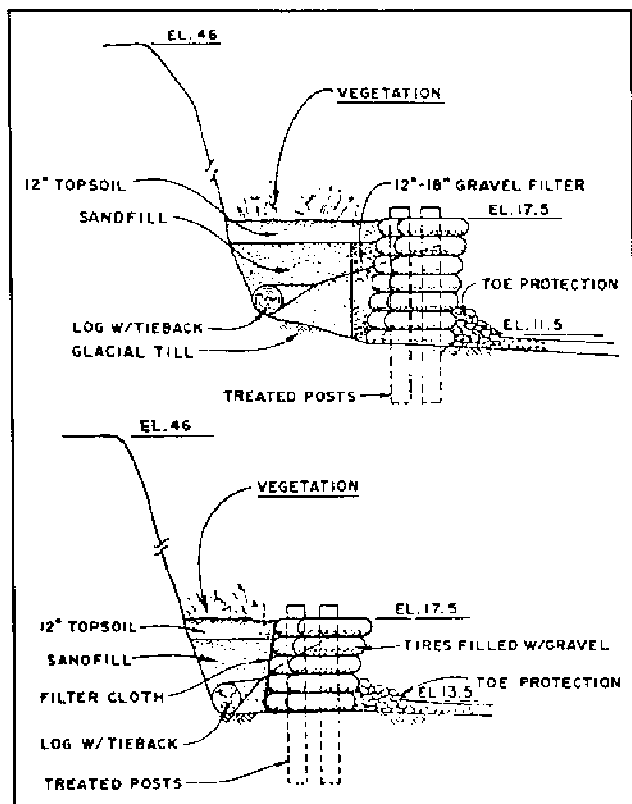 EL. 46
VEGETATION
12" TOPSOIL
12"-18" GRAVEL FILTER
SANDFILL
EL. 17.5
TOE PROTECTION
LOG W/TIEBACK
EL. 11.5
GLACIAL TILL
TREATED POSTS
EL. 46
VEGETATION
EL. 17.5
12" TOPSOIL
TIRES FILLED W/GRAVEL
SANDFILL
TOE PROTECTION
FILTER CLOTH
EL 13.5
LOG W/TIEBACK
TREATED POSTS